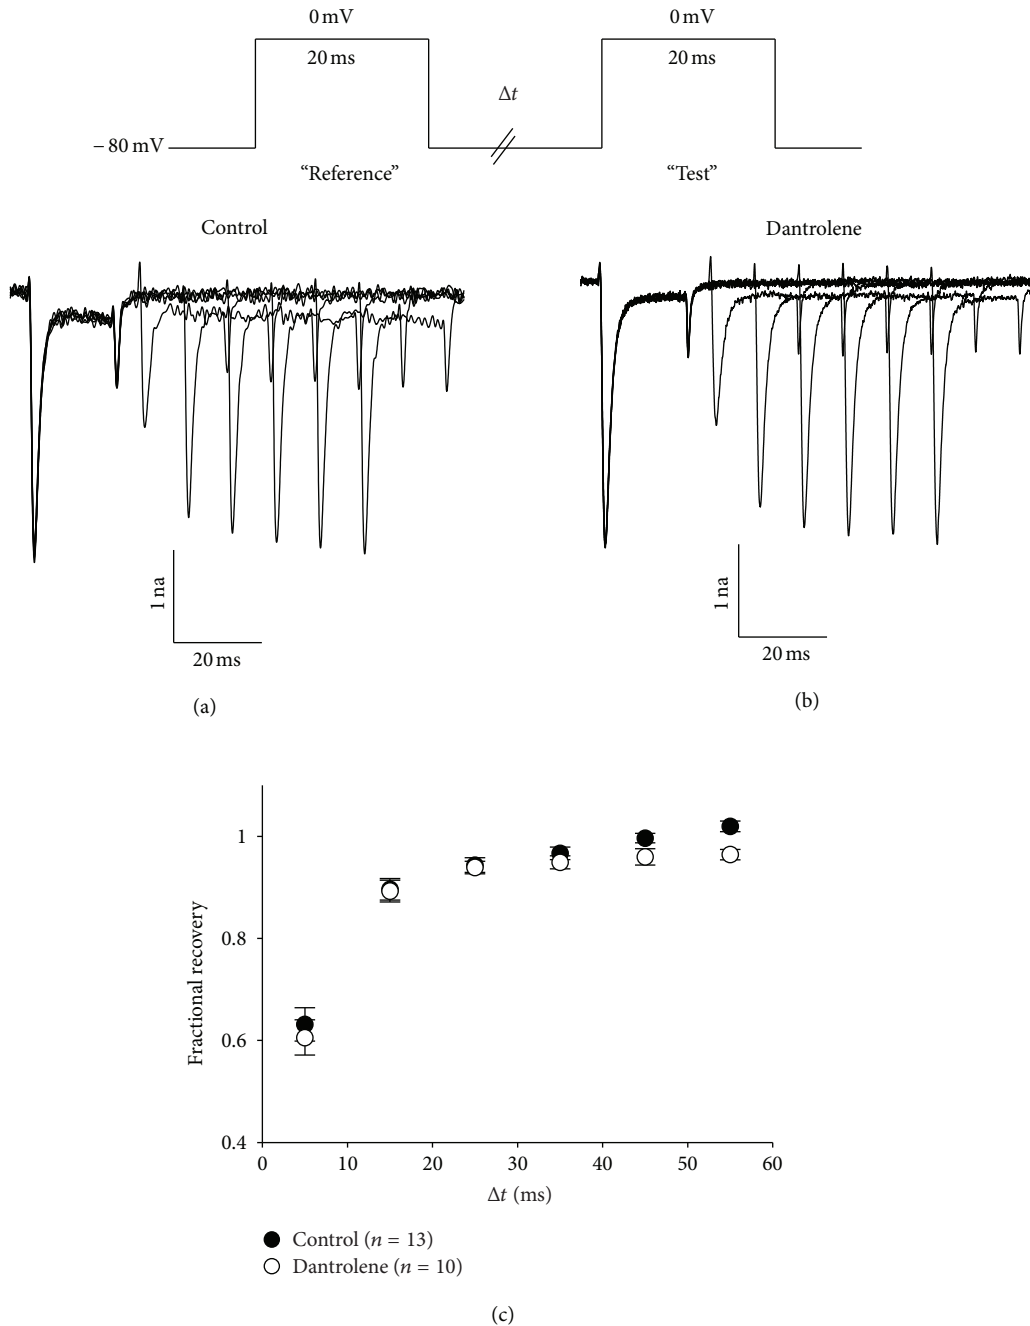 0 mV 0 mV
20 ms 20 ms
Δt
−80 mV
“Reference” “Test”
Control Dantrolene
1 na 1 na
20 ms 20 ms
(a) (b)
Fractional recovery
1
0.8
0.6
0.4
0 10 20 30 40 50 60
Δt (ms)
Control (n = 13)
Dantrolene (n = 10)
(c)